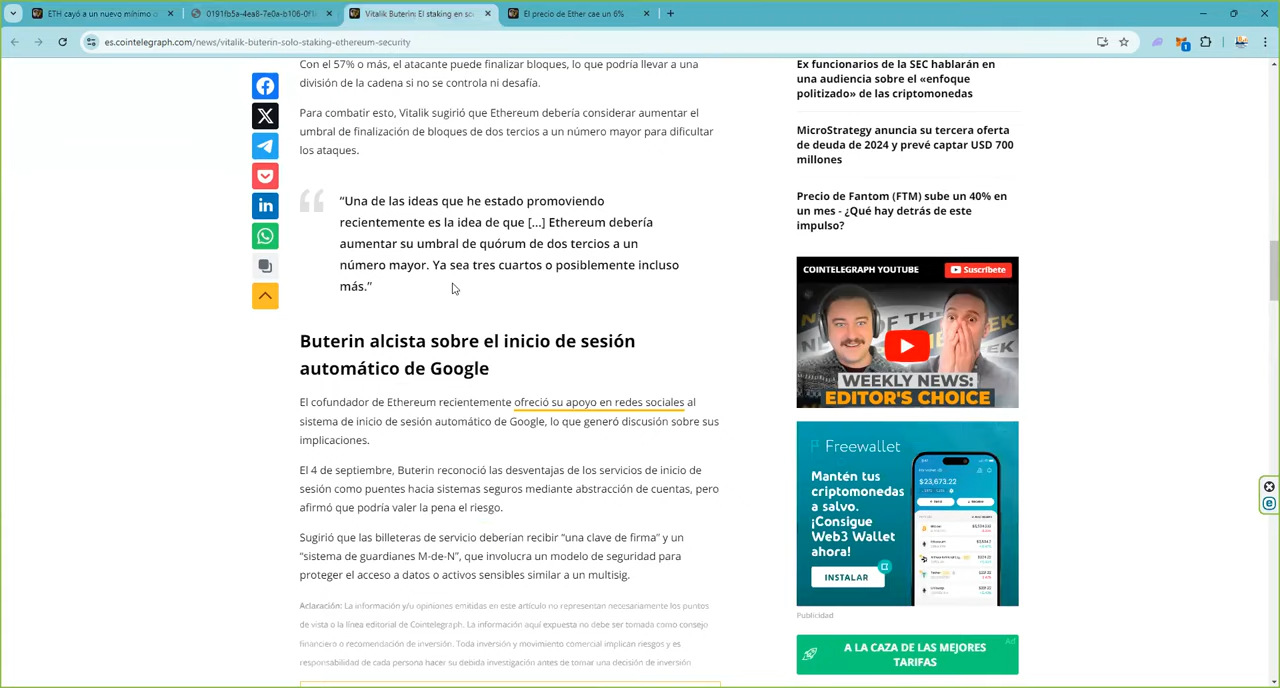 ETH cayó a un nuevo mínimo
0191fb5a-4ea8-7e0a-b106-0f1
Vitalik Buterin: El staking en so
El precio de Ether cae un 6%
es.cointelegraph.com/news/vitalik-buterin-solo-staking-ethereum-security
Con el 57% o más, el atacante puede finalizar bloques, lo que podría llevar a una
división de la cadena si no se controla ni desafía.
Para combatir esto, Vitalik sugirió que Ethereum debería considerar aumentar el
umbral de finalización de bloques de dos tercios a un número mayor para dificultar
los ataques.
“Una de las ideas que he estado promoviendo
recientemente es la idea de que [...] Ethereum debería
aumentar su umbral de quórum de dos tercios a un
número mayor. Ya sea tres cuartos o posiblemente incluso
más.”
Buterin alcista sobre el inicio de sesión
automático de Google
El cofundador de Ethereum recientemente ofreció su apoyo en redes sociales al
sistema de inicio de sesión automático de Google, lo que generó discusión sobre sus
implicaciones.
El 4 de septiembre, Buterin reconoció las desventajas de los servicios de inicio de
sesión como puentes hacia sistemas seguros mediante abstracción de cuentas, pero
afirmó que podría valer la pena el riesgo.
Sugirió que las billeteras de servicio deberían recibir “una clave de firma” y un
“sistema de guardianes M-de-N”, que involucra un modelo de seguridad para
proteger el acceso a datos o activos sensibles similar a un multisig.
Aclaración: La información y/u opiniones emitidas en este artículo no representan necesariamente los puntos
de vista o la línea editorial de Cointelegraph. La información aquí expuesta no debe ser tomada como consejo
financiero o recomendación de inversión. Toda inversión y movimiento comercial implican riesgos y es
responsabilidad de cada persona hacer su debida investigación antes de tomar una decisión de inversión
Ex funcionarios de la SEC hablarán en
una audiencia sobre el «enfoque
politizado» de las criptomonedas
MicroStrategy anuncia su tercera oferta
de deuda de 2024 y prevé captar USD 700
millones
Precio de Fantom (FTM) sube un 40% en
un mes - ¿Qué hay detrás de este
impulso?
COINTELEGRAPH YOUTUBE
Suscríbete
WEEKLY NEWS:
EDITOR'S CHOICE
Freewallet
Mantén tus
criptomonedas
a salvo.
¡Consigue
Web3 Wallet
ahora!
INSTALAR
$23,673.22
Publicidad
A LA CAZA DE LAS MEJORES
TARIFAS
Ad